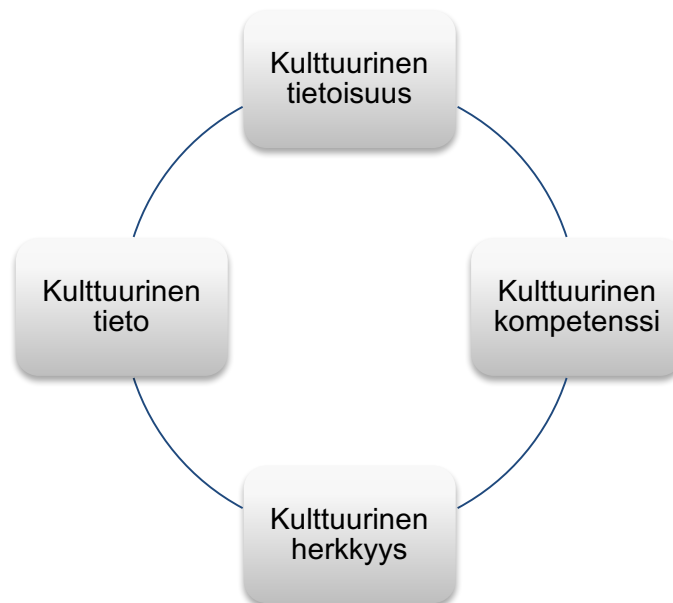 Kulttuurinen
tietoisuus
Kulttuurinen
tieto
Kulttuurinen
kompetenssi
Kulttuurinen
herkkyys